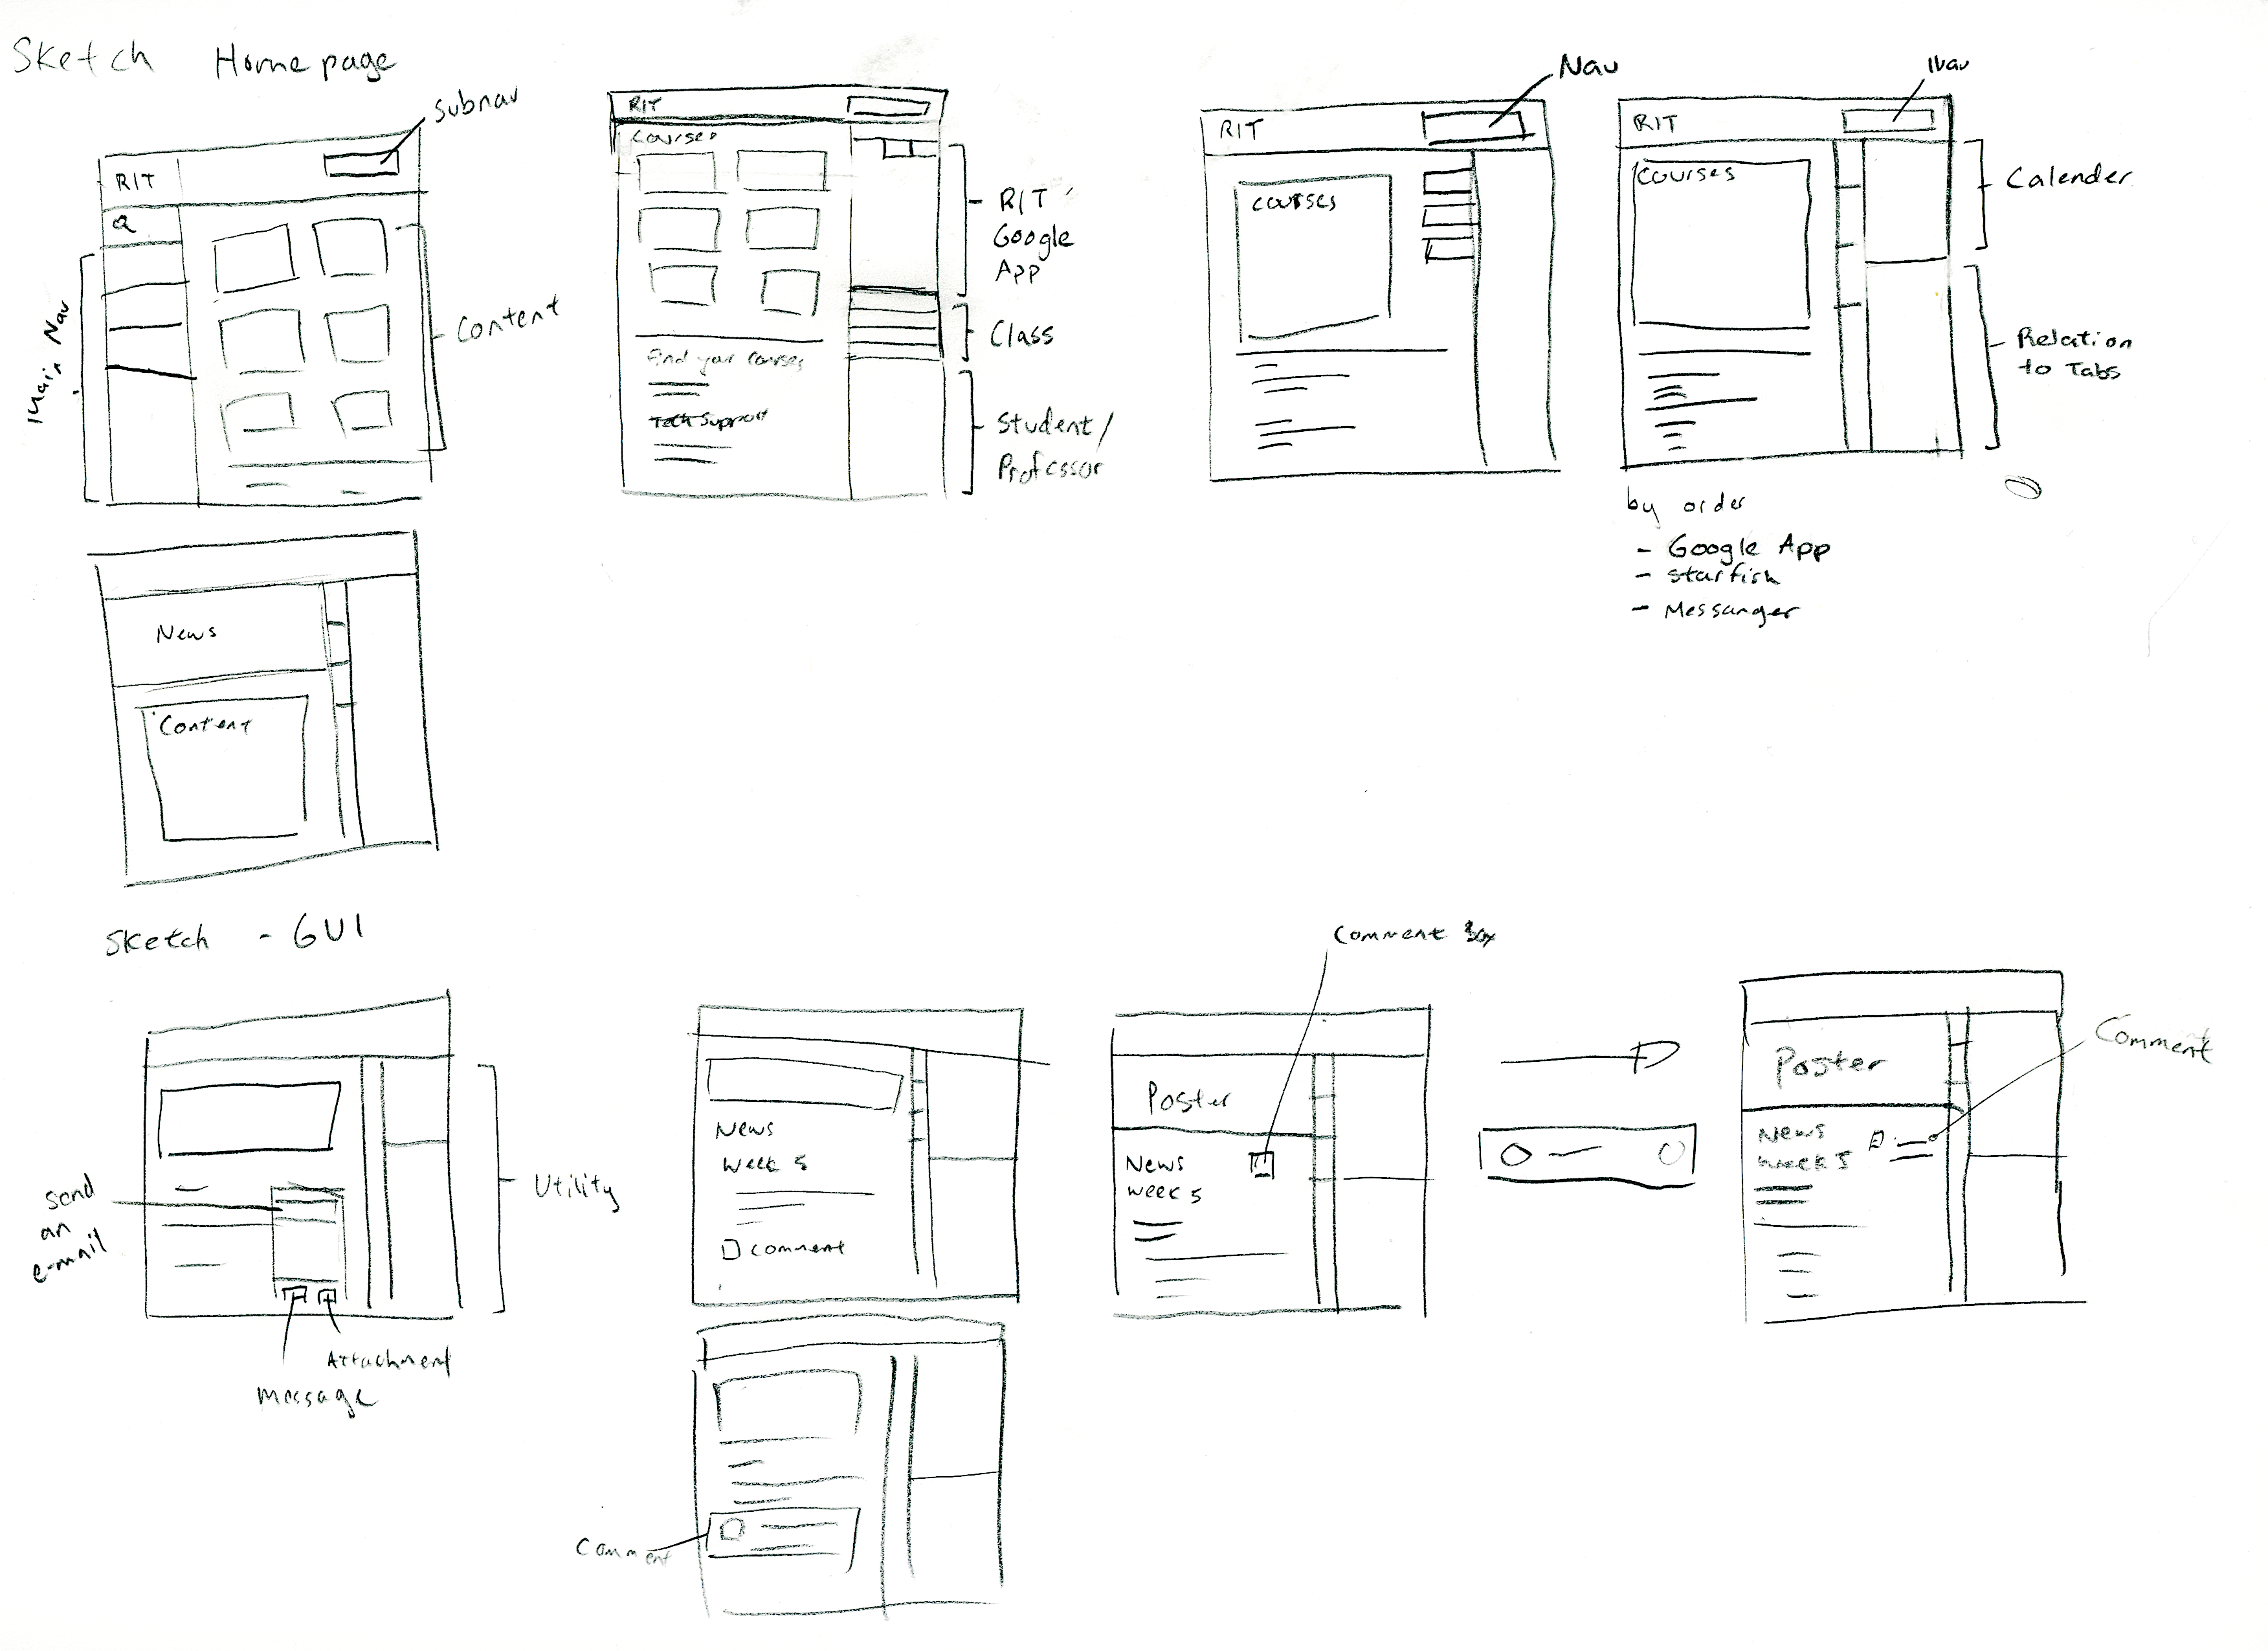 Sketch Homepage
subnav
RIT
Q
Main Nav
Content
RIT
Courses
Find your courses
Tech Support
RIT
Google
App
Class
Student/
Professor
Nav
RIT
courses
Nav
RIT
courses
Calender
Relation
to Tabs
by order
- Google App
- Starfish
- Messanger
News
Content
Sketch - GUI
Send
an
e-mail
Utility
Attachment
Message
News
Week 5
comment
Comment
Comment Box
Poster
News
week 5
Poster
News
Week 5
Comment